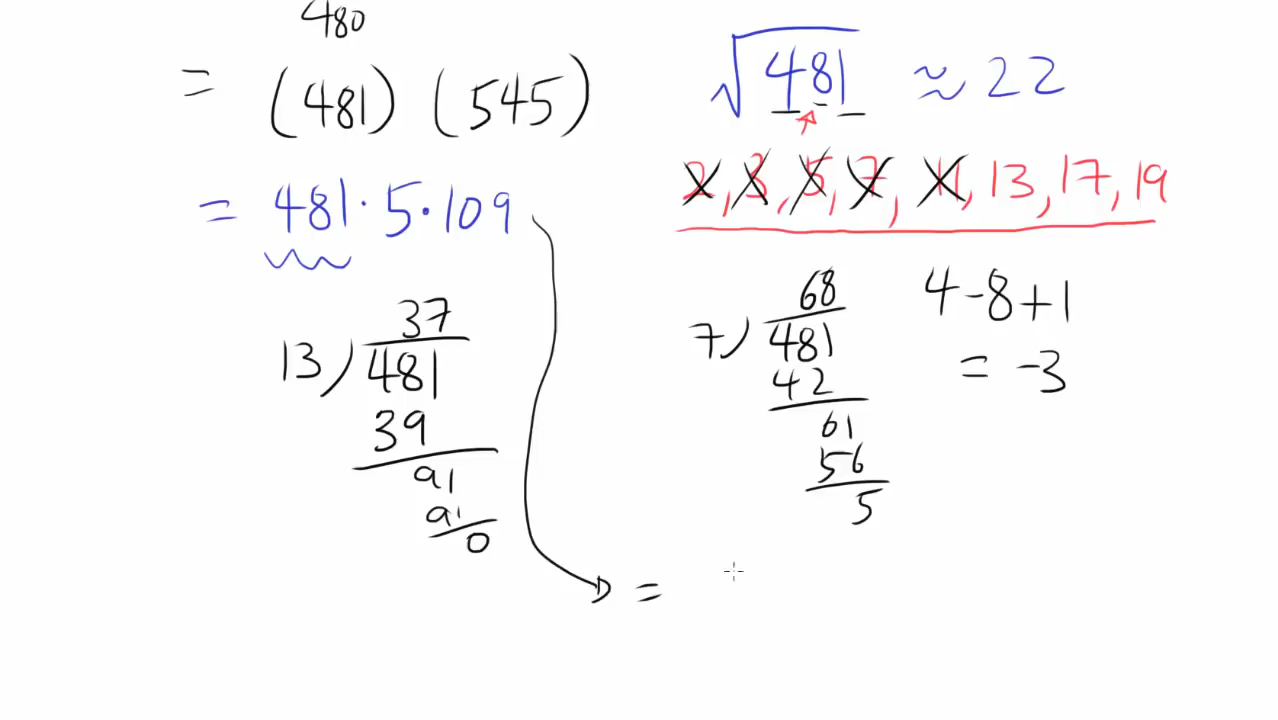 480
= (481) (545)
= 481 · 5 · 109
37
13 ) 481
39
91
91
0
√481 ≈ 22
2, 3, 5, 7, 11, 13, 17, 19
68
7 ) 481
42
61
56
5
4-8+1
= -3
=